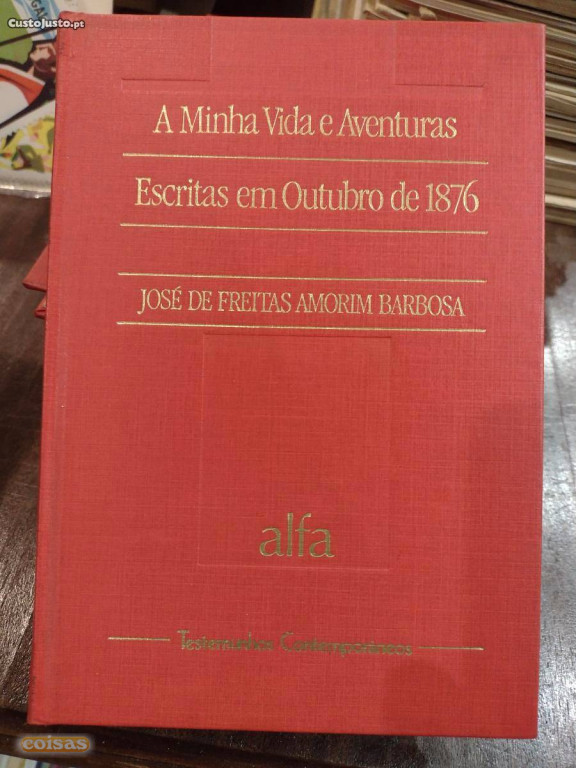 CustoJusto.pt
A Minha Vida e Aventuras
Escritas em Outubro de 1876
JOSÉ DE FREITAS AMORIM BARBOSA
alfa
Testemunhos Contemporâneos
coisas